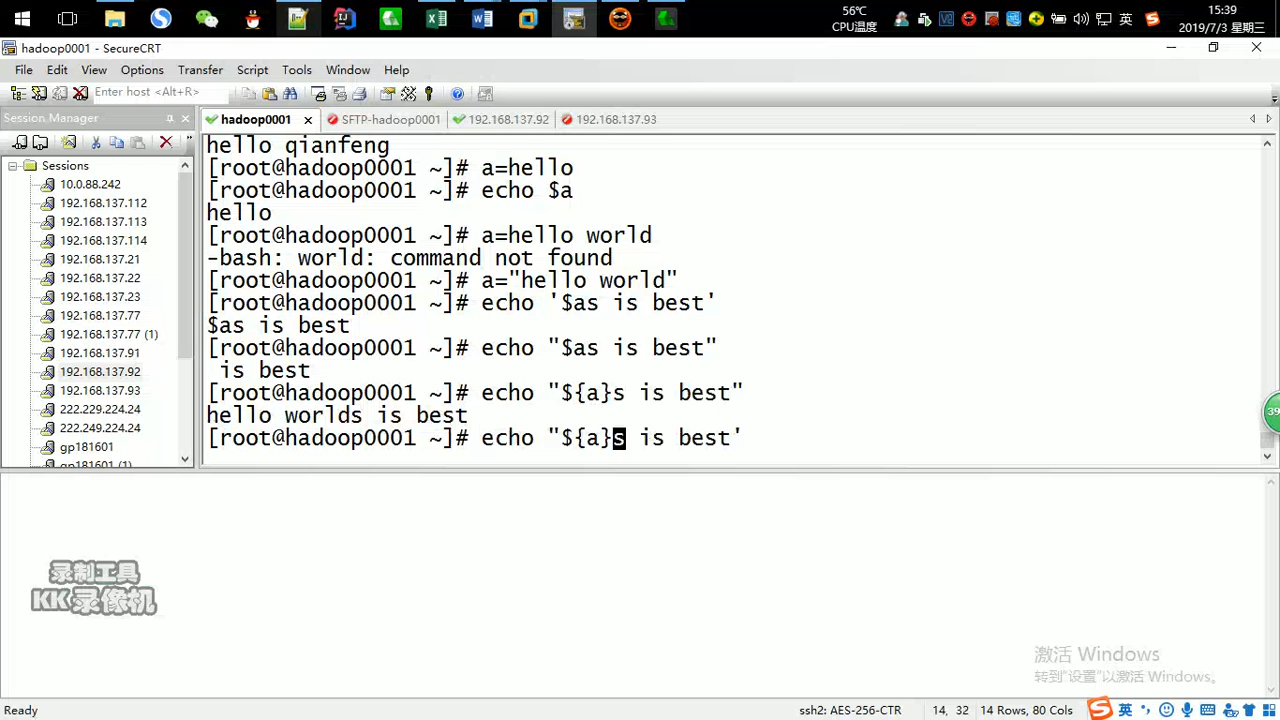 56℃
CPU温度
英
15:39
2019/7/3 星期三
hadoop0001 - SecureCRT
File Edit View Options Transfer Script Tools Window Help
Enter host <Alt+R>
Session Manager
hadoop0001
SFTP-hadoop0001
192.168.137.92
192.168.137.93
Sessions
10.0.88.242
192.168.137.112
192.168.137.113
192.168.137.114
192.168.137.21
192.168.137.22
192.168.137.23
192.168.137.77
192.168.137.77 (1)
192.168.137.91
192.168.137.92
192.168.137.93
222.229.224.24
222.249.224.24
gp181601
gp181601 (1)
hello qianfeng
[root@hadoop0001 ~]# a=hello
[root@hadoop0001 ~]# echo $a
hello
[root@hadoop0001 ~]# a=hello world
-bash: world: command not found
[root@hadoop0001 ~]# a="hello world"
[root@hadoop0001 ~]# echo '$as is best'
$as is best
[root@hadoop0001 ~]# echo "$as is best"
 is best
[root@hadoop0001 ~]# echo "${a}s is best"
hello worlds is best
[root@hadoop0001 ~]# echo "${a}s is best'
39
录制工具
KK录像机
激活 Windows
转到"设置"以激活 Windows。
Ready
ssh2: AES-256-CTR
14, 32
14 Rows, 80 Cols
英